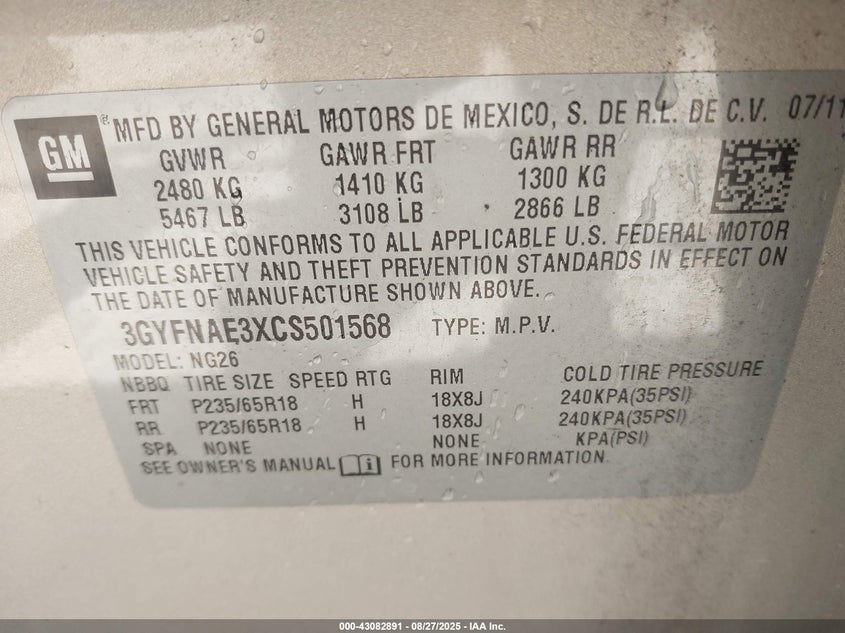 GM® MFD BY GENERAL MOTORS DE MEXICO, S. DE R.L. DE C.V. 07/11
GVWR GAWR FRT GAWR RR
2480 KG 1410 KG 1300 KG
5467 LB 3108 LB 2866 LB
THIS VEHICLE CONFORMS TO ALL APPLICABLE U.S. FEDERAL MOTOR
VEHICLE SAFETY AND THEFT PREVENTION STANDARDS IN EFFECT ON
THE DATE OF MANUFACTURE SHOWN ABOVE.
3GYFNAE3XCS501568 TYPE: M.P.V.
MODEL: NG26
NBBQ TIRE SIZE SPEED RTG RIM COLD TIRE PRESSURE
FRT P235/65R18 H 18X8J 240KPA(35PSI)
RR P235/65R18 H 18X8J 240KPA(35PSI)
SPA NONE NONE KPA(PSI)
SEE OWNER'S MANUAL FOR MORE INFORMATION.
000-43082891 - 08/27/2025 - IAA Inc.